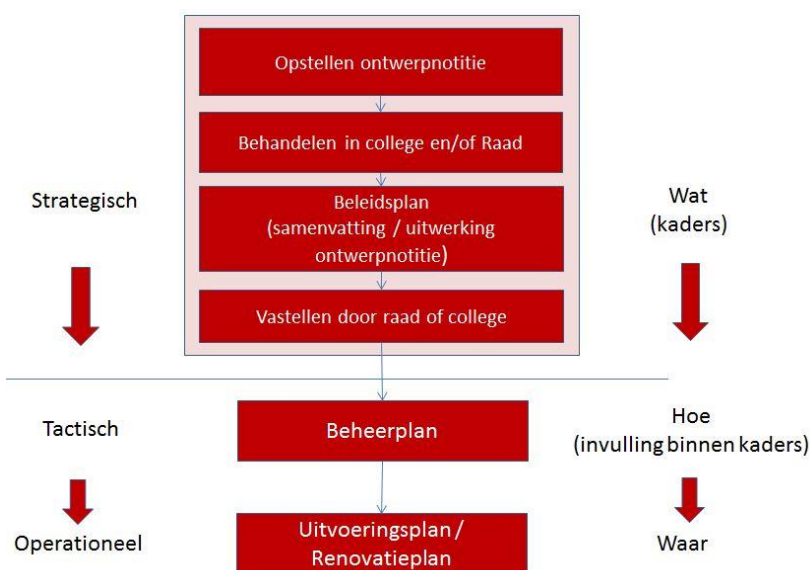 Opstellen ontwerpnotitie
Behandelen in college en/of Raad
Strategisch
Beleidsplan
(samenvatting / uitwerking
ontwerpnotitie)
Wat
(kaders)
Vastellen door raad of college
Tactisch
Beheerplan
Hoe
(invulling binnen kaders)
Operationeel
Uitvoeringsplan /
Renovatieplan
Waar